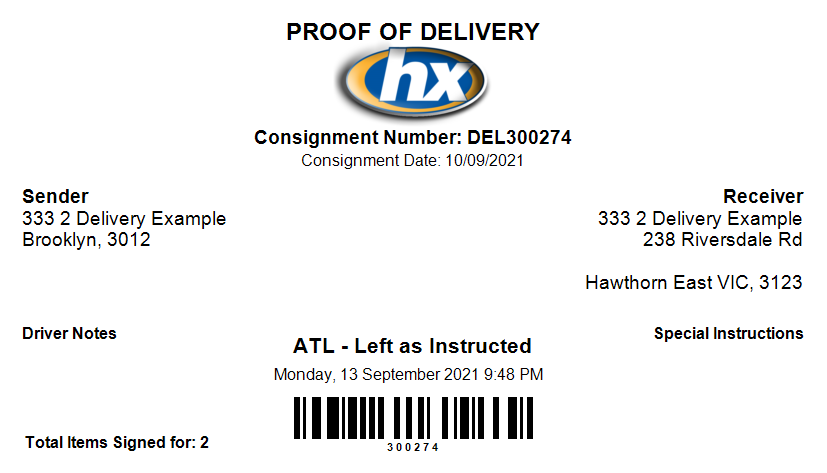 PROOF OF DELIVERY
hx
Consignment Number: DEL300274
Consignment Date: 10/09/2021
Sender
333 2 Delivery Example
Brooklyn, 3012
Receiver
333 2 Delivery Example
238 Riversdale Rd
Hawthorn East VIC, 3123
Driver Notes
ATL - Left as Instructed
Monday, 13 September 2021 9:48 PM
Special Instructions
300274
Total Items Signed for: 2